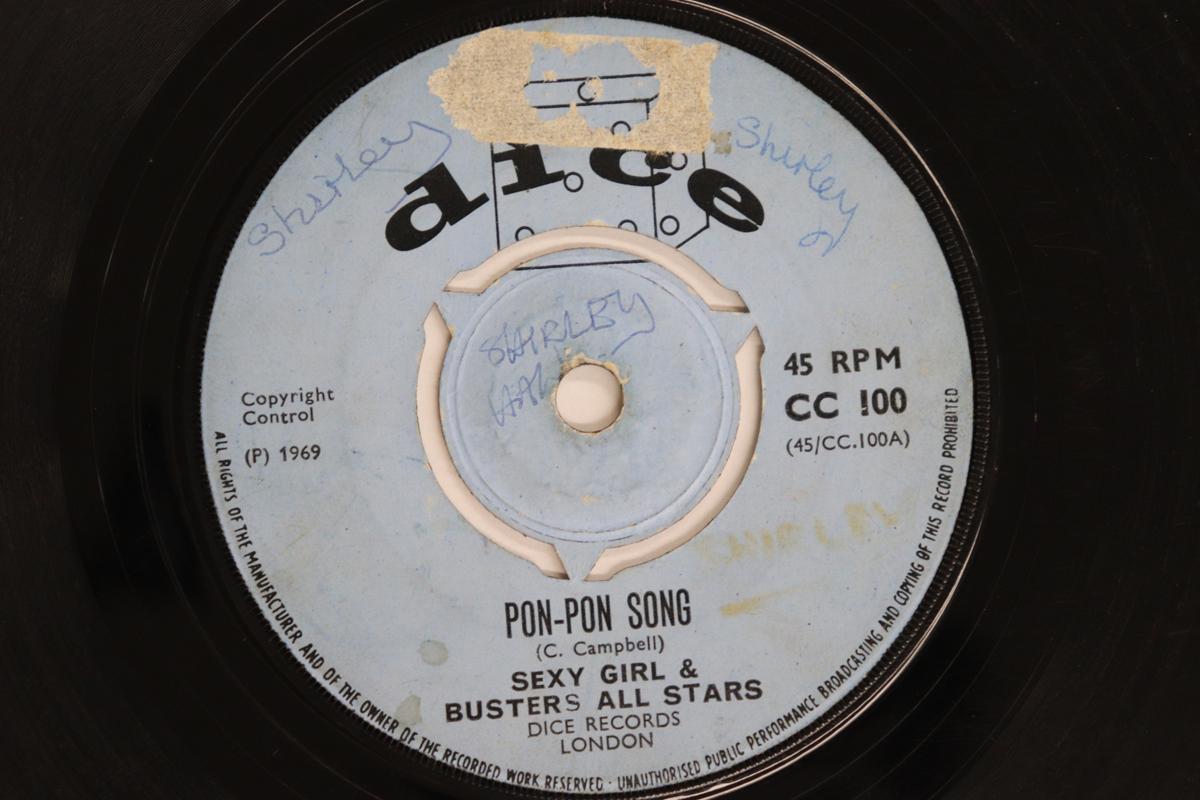 dice
Shirley
Shirley
SHIRLEY
45 RPM
CC 100
(45/CC.100A)
Copyright
Control
(P) 1969
SHIRLEY
PON-PON SONG
(C. Campbell)
SEXY GIRL &
BUSTERS ALL STARS
DICE RECORDS
LONDON
ALL RIGHTS OF THE MANUFACTURER AND OF THE OWNER OF THE RECORDED WORK RESERVED · UNAUTHORISED PUBLIC PERFORMANCE BROADCASTING AND COPYING OF THIS RECORD PROHIBITED